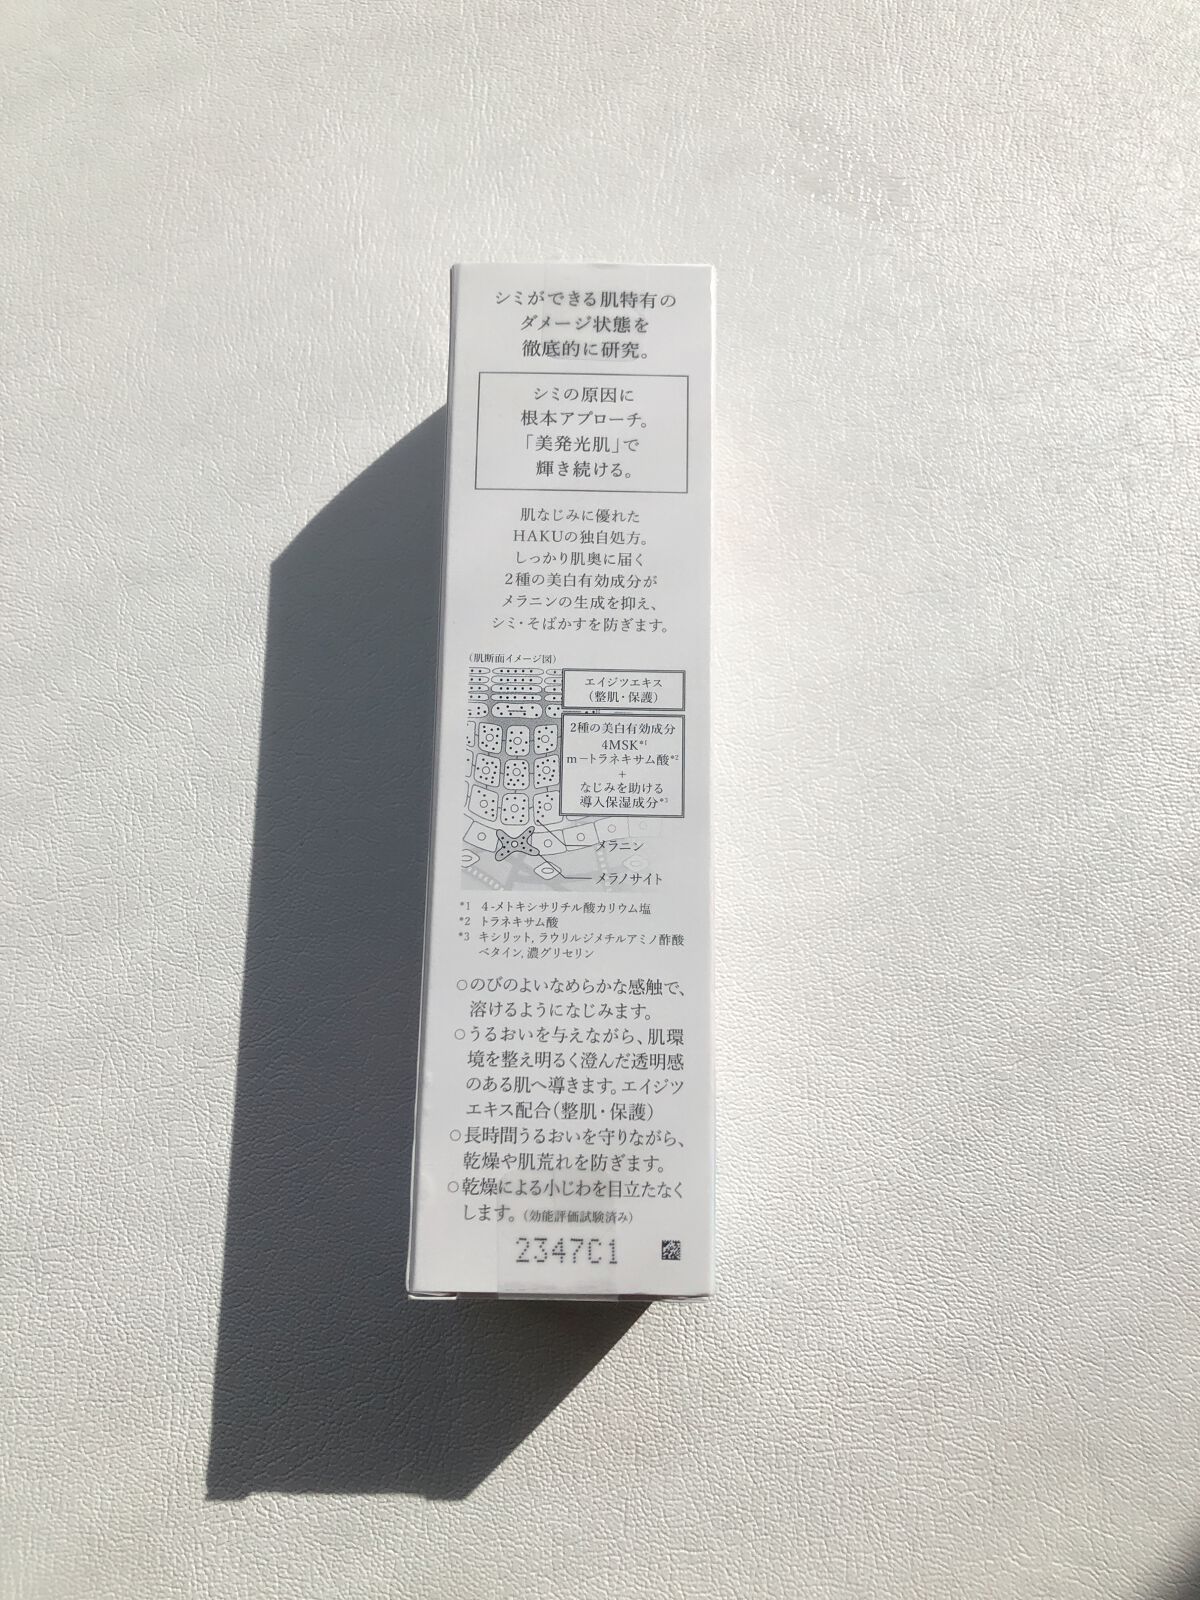 シミができる肌特有の
ダメージ状態を
徹底的に研究。
シミの原因に
根本アプローチ。
「美発光肌」で
輝き続ける。
肌なじみに優れた
HAKUの独自処方。
しっかり肌奥に届く
2種の美白有効成分が
メラニンの生成を抑え、
シミ・そばかすを防ぎます。
(肌断面イメージ図)
エイジツエキス
(整肌・保護)
2種の美白有効成分
4MSK*1
m-トラネキサム酸*2
+
なじみを助ける
導入保湿成分*3
メラニン
メラノサイト
*1 4-メトキシサリチル酸カリウム塩
*2 トラネキサム酸
*3 キシリット, ラウリルジメチルアミノ酢酸
ベタイン, 濃グリセリン
○のびのよいなめらかな感触で、
溶けるようになじみます。
○うるおいを与えながら、肌環
境を整え明るく澄んだ透明感
のある肌へ導きます。エイジツ
エキス配合(整肌・保護)
○長時間うるおいを守りながら、
乾燥や肌荒れを防ぎます。
○乾燥による小じわを目立たなく
します。(効能評価試験済み)
2347C1